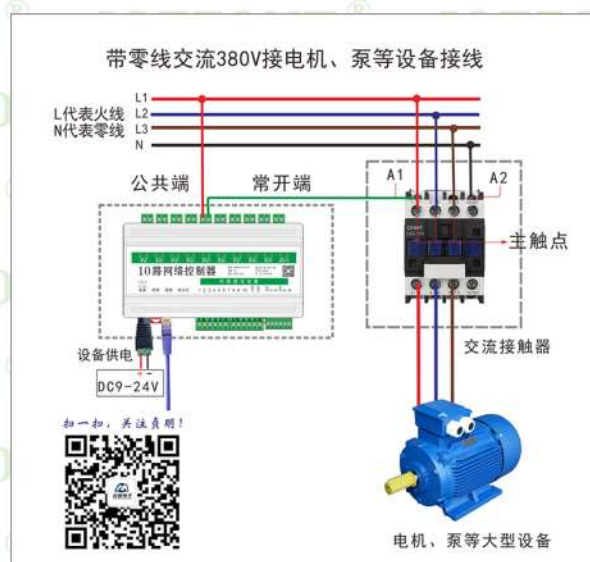 带零线交流380V接电机、泵等设备接线
L1
L代表火线 L2
N代表零线 L3
N
公共端 常开端
A1 A2
CHNT
主触点
10路网络控制器
交流接触器
设备供电
+ -
DC9-24V
扫一扫，关注贞明！
电机、泵等大型设备